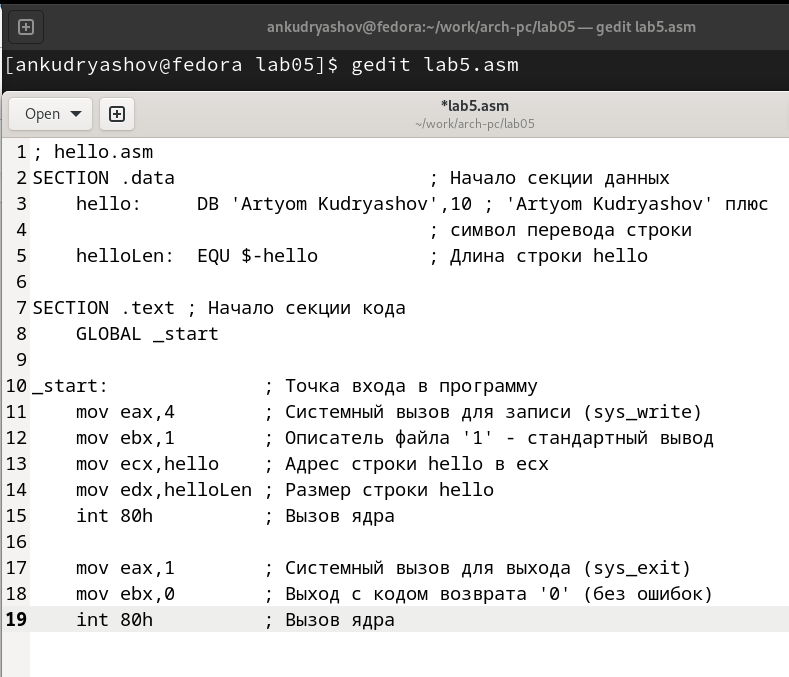 ankudryashov@fedora:~/work/arch-pc/lab05 — gedit lab5.asm
[ankudryashov@fedora lab05]$ gedit lab5.asm
Open
*lab5.asm
~/work/arch-pc/lab05
1 ; hello.asm
2 SECTION .data                       ; Начало секции данных
3     hello:     DB 'Artyom Kudryashov',10 ; 'Artyom Kudryashov' плюс
4                                     ; символ перевода строки
5     helloLen:  EQU $-hello          ; Длина строки hello
6
7 SECTION .text ; Начало секции кода
8     GLOBAL _start
9
10 _start:              ; Точка входа в программу
11     mov eax,4        ; Системный вызов для записи (sys_write)
12     mov ebx,1        ; Описатель файла '1' - стандартный вывод
13     mov ecx,hello    ; Адрес строки hello в ecx
14     mov edx,helloLen ; Размер строки hello
15     int 80h          ; Вызов ядра
16
17     mov eax,1        ; Системный вызов для выхода (sys_exit)
18     mov ebx,0        ; Выход с кодом возврата '0' (без ошибок)
19     int 80h          ; Вызов ядра